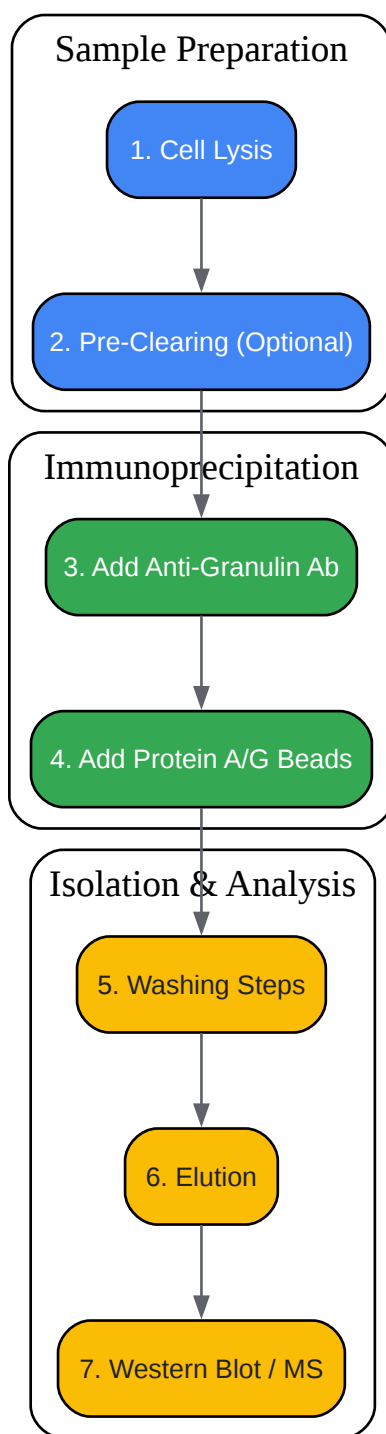 Sample Preparation
1. Cell Lysis
2. Pre-Clearing (Optional)
Immunoprecipitation
3. Add Anti-Granulin Ab
4. Add Protein A/G Beads
Isolation & Analysis
5. Washing Steps
6. Elution
7. Western Blot / MS